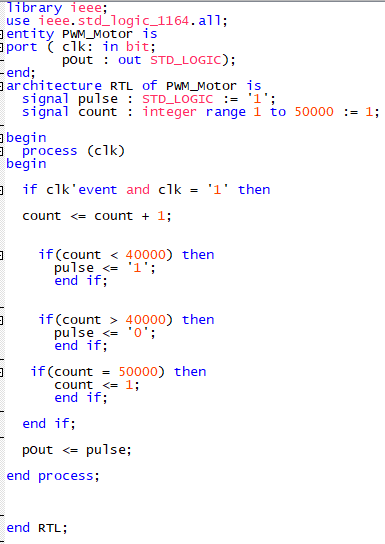 library ieee;
use ieee.std_logic_1164.all;
entity PWM_Motor is
port ( clk: in bit;
pOut : out STD_LOGIC);
end;
architecture RTL of PWM_Motor is
signal pulse : STD_LOGIC := '1';
signal count : integer range 1 to 50000 := 1;
begin
process (clk)
begin
if clk'event and clk = '1' then
count <= count + 1;
if(count < 40000) then
pulse <= '1';
end if;
if(count > 40000) then
pulse <= '0';
end if;
if(count = 50000) then
count <= 1;
end if;
end if;
pOut <= pulse;
end process;
end RTL;